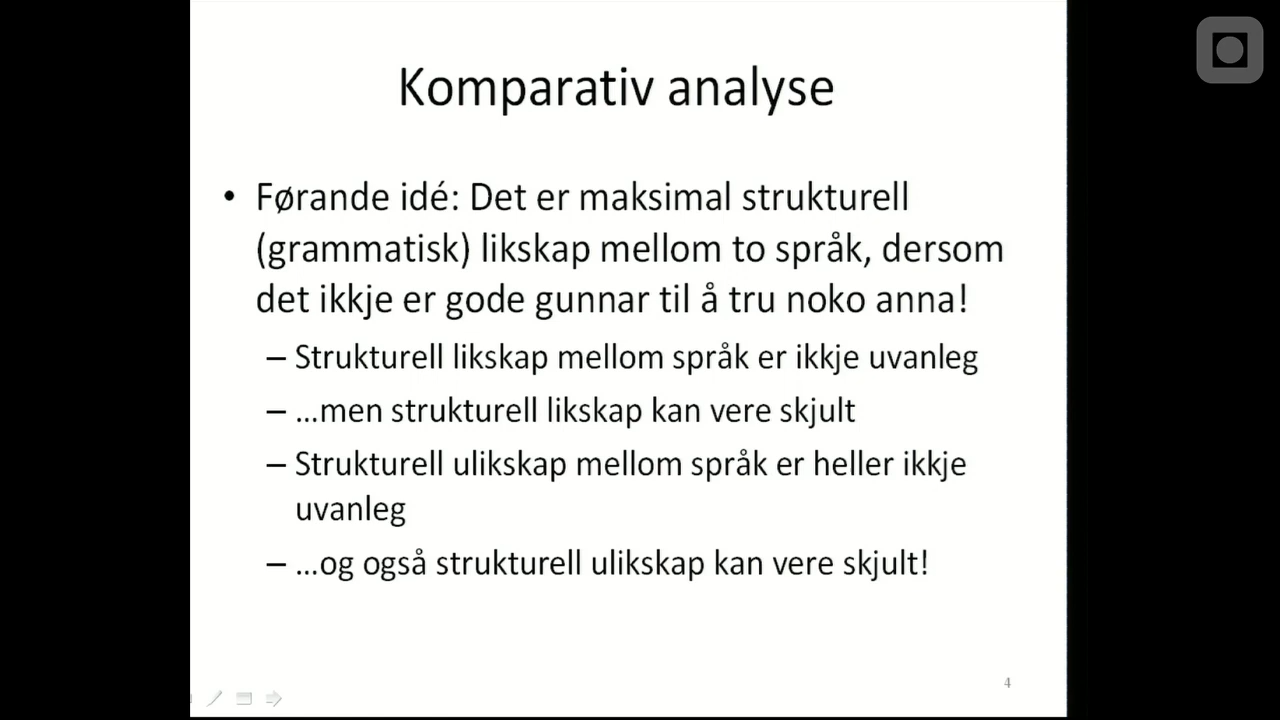 Komparativ analyse
• Førande idé: Det er maksimal strukturell
(grammatisk) likskap mellom to språk, dersom
det ikkje er gode gunnar til å tru noko anna!
– Strukturell likskap mellom språk er ikkje uvanleg
– …men strukturell likskap kan vere skjult
– Strukturell ulikskap mellom språk er heller ikkje
uvanleg
– …og også strukturell ulikskap kan vere skjult!
4